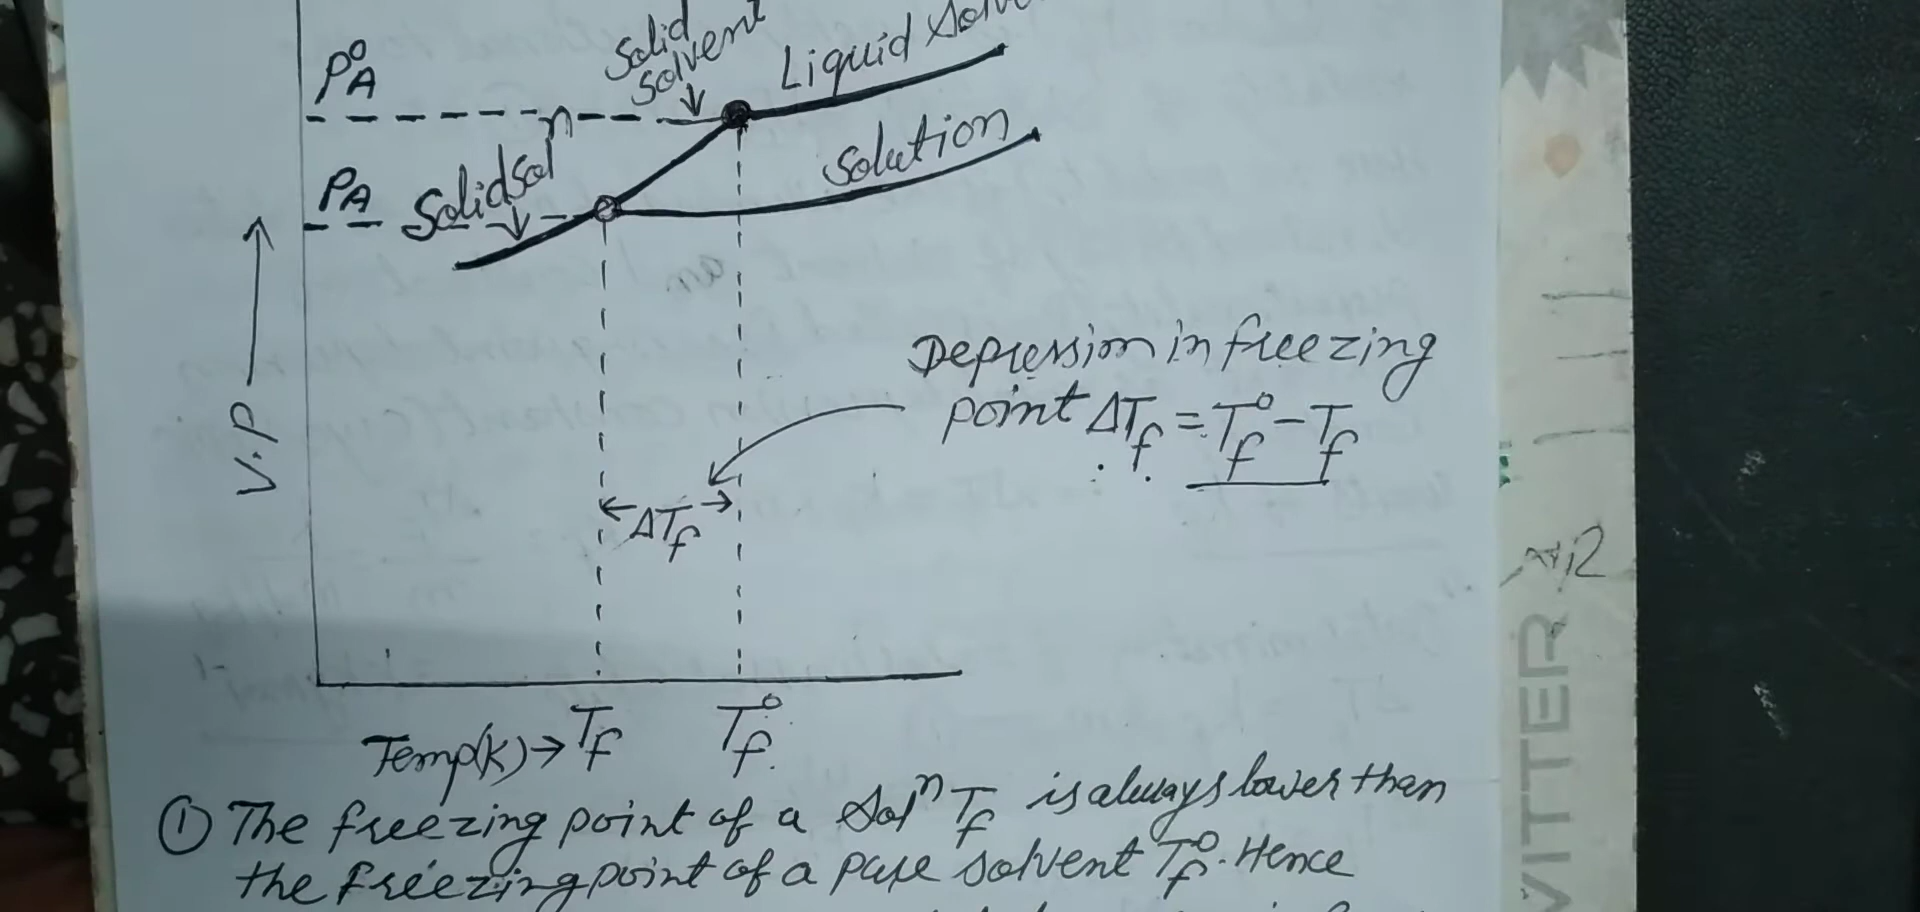 P°A
Solid
solvent
Liquid
PA
Solid solⁿ
Solution
V.P
Depression in freezing
point ΔTf = T°f - Tf
ΔTf
Temp(K) → Tf T°f
① The freezing point of a Solⁿ Tf is always lower than
the freezing point of a pure solvent T°f. Hence
VITTER